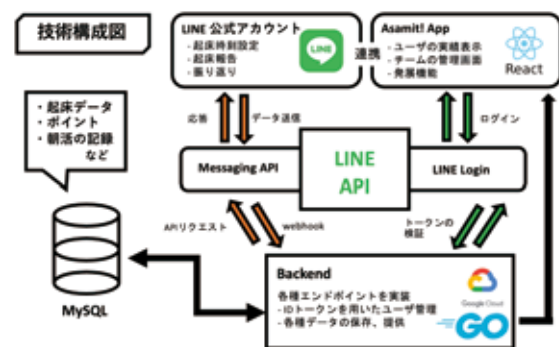 技術構成図
LINE 公式アカウント
- 起床時刻設定
- 起床報告
- 振り返り
LINE
連携
Asamit! App
- ユーザの実績表示
- チームの管理画面
- 発展機能
React
・起床データ
・ポイント
・朝活の記録
など
応答
データ送信
ログイン
Messaging API
LINE
API
LINE Login
APIリクエスト
webhook
トークンの
検証
MySQL
Backend
各種エンドポイントを実装
- IDトークンを用いたユーザ管理
- 各種データの保存、提供
Google Cloud
GO